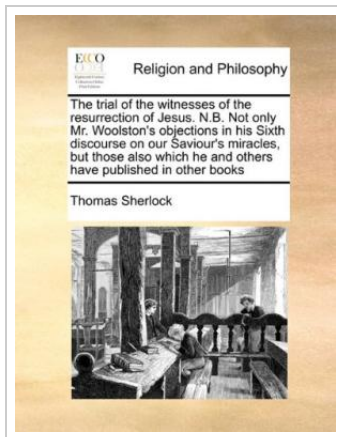 ECCO
Religion and Philosophy
The trial of the witnesses of the
resurrection of Jesus. N.B. Not only
Mr. Woolston's objections in his Sixth
discourse on our Saviour's miracles,
but those also which he and others
have published in other books
Thomas Sherlock